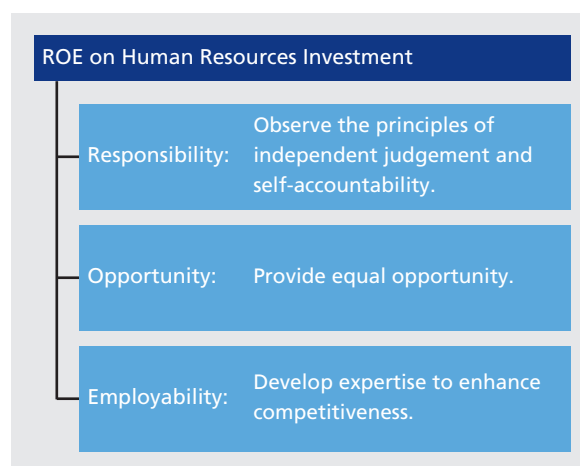 ROE on Human Resources Investment
Responsibility:
Observe the principles of
independent judgement and
self-accountability.
Opportunity:
Provide equal opportunity.
Employability:
Develop expertise to enhance
competitiveness.